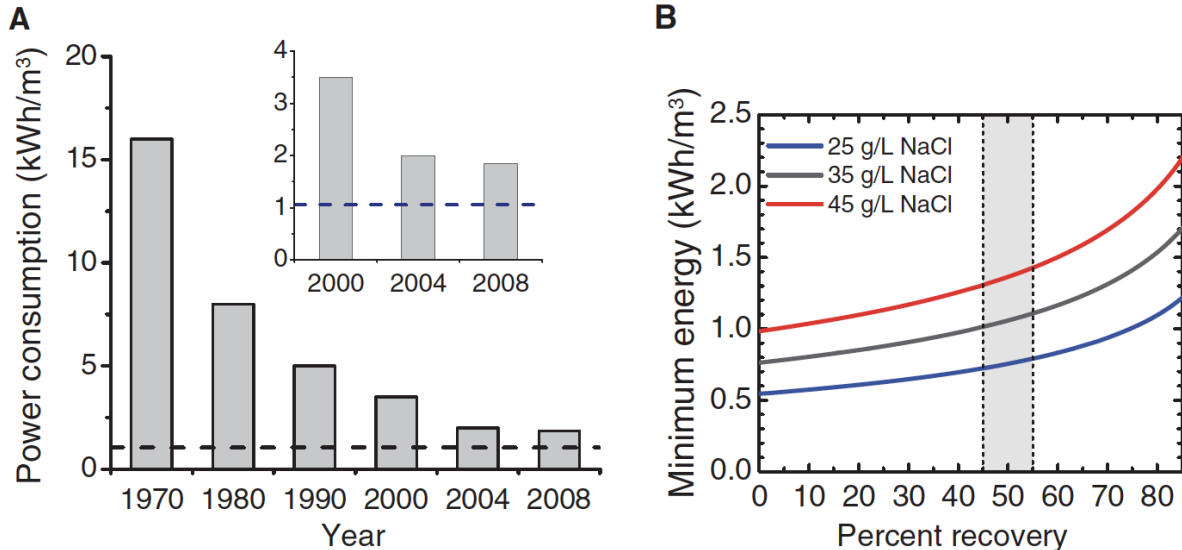 A
Power consumption (kWh/m³)
20
15
10
5
0
1970 1980 1990 2000 2004 2008
Year
4
3
2
1
0
2000 2004 2008
B
Minimum energy (kWh/m³)
2.5
2.0
1.5
1.0
0.5
0.0
25 g/L NaCl
35 g/L NaCl
45 g/L NaCl
0 10 20 30 40 50 60 70 80
Percent recovery